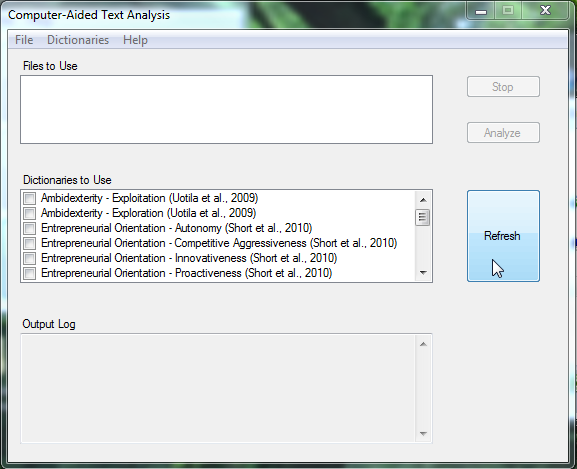 Computer-Aided Text Analysis
File Dictionaries Help
Files to Use
Stop
Analyze
Dictionaries to Use
Ambidexterity - Exploitation (Uotila et al., 2009)
Ambidexterity - Exploration (Uotila et al., 2009)
Entrepreneurial Orientation - Autonomy (Short et al., 2010)
Entrepreneurial Orientation - Competitive Aggressiveness (Short et al., 2010)
Entrepreneurial Orientation - Innovativeness (Short et al., 2010)
Entrepreneurial Orientation - Proactiveness (Short et al., 2010)
Refresh
Output Log